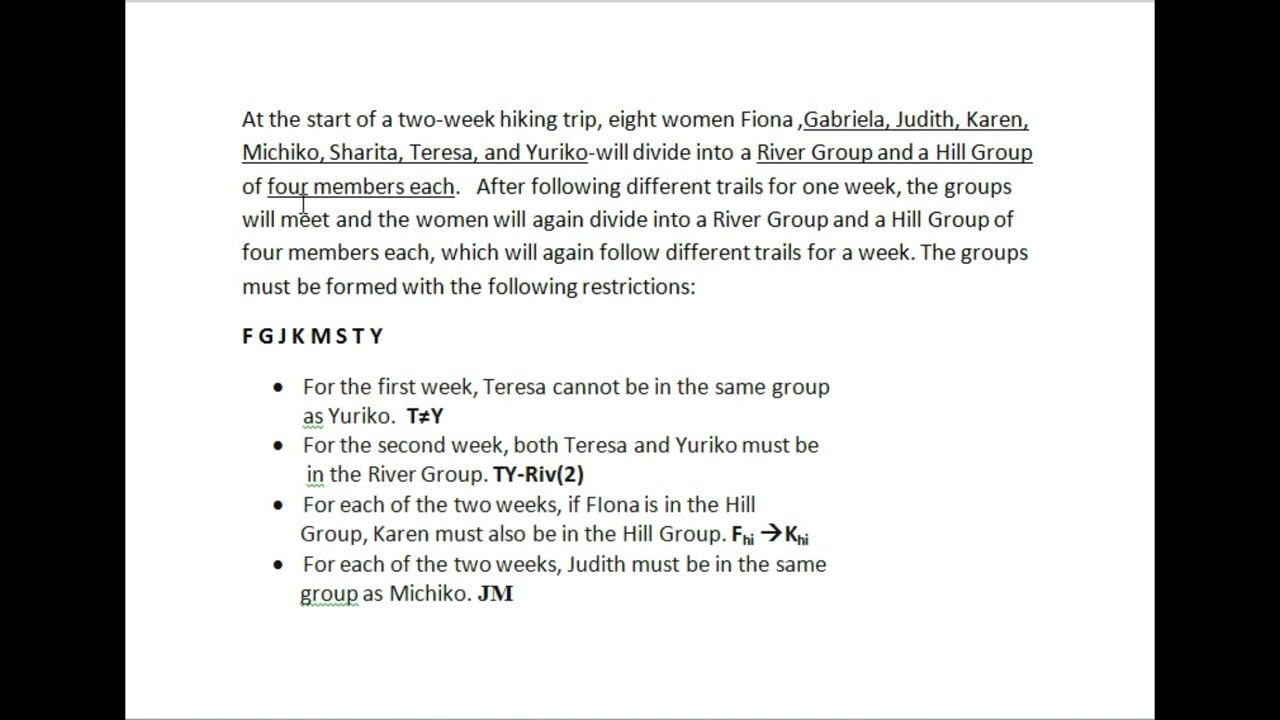 At the start of a two-week hiking trip, eight women Fiona ,Gabriela, Judith, Karen,
Michiko, Sharita, Teresa, and Yuriko-will divide into a River Group and a Hill Group
of four members each.   After following different trails for one week, the groups
will meet and the women will again divide into a River Group and a Hill Group of
four members each, which will again follow different trails for a week. The groups
must be formed with the following restrictions:
F G J K M S T Y
• For the first week, Teresa cannot be in the same group
as Yuriko.  T≠Y
• For the second week, both Teresa and Yuriko must be
in the River Group. TY-Riv(2)
• For each of the two weeks, if FIona is in the Hill
Group, Karen must also be in the Hill Group. Fhi →Khi
• For each of the two weeks, Judith must be in the same
group as Michiko. JM